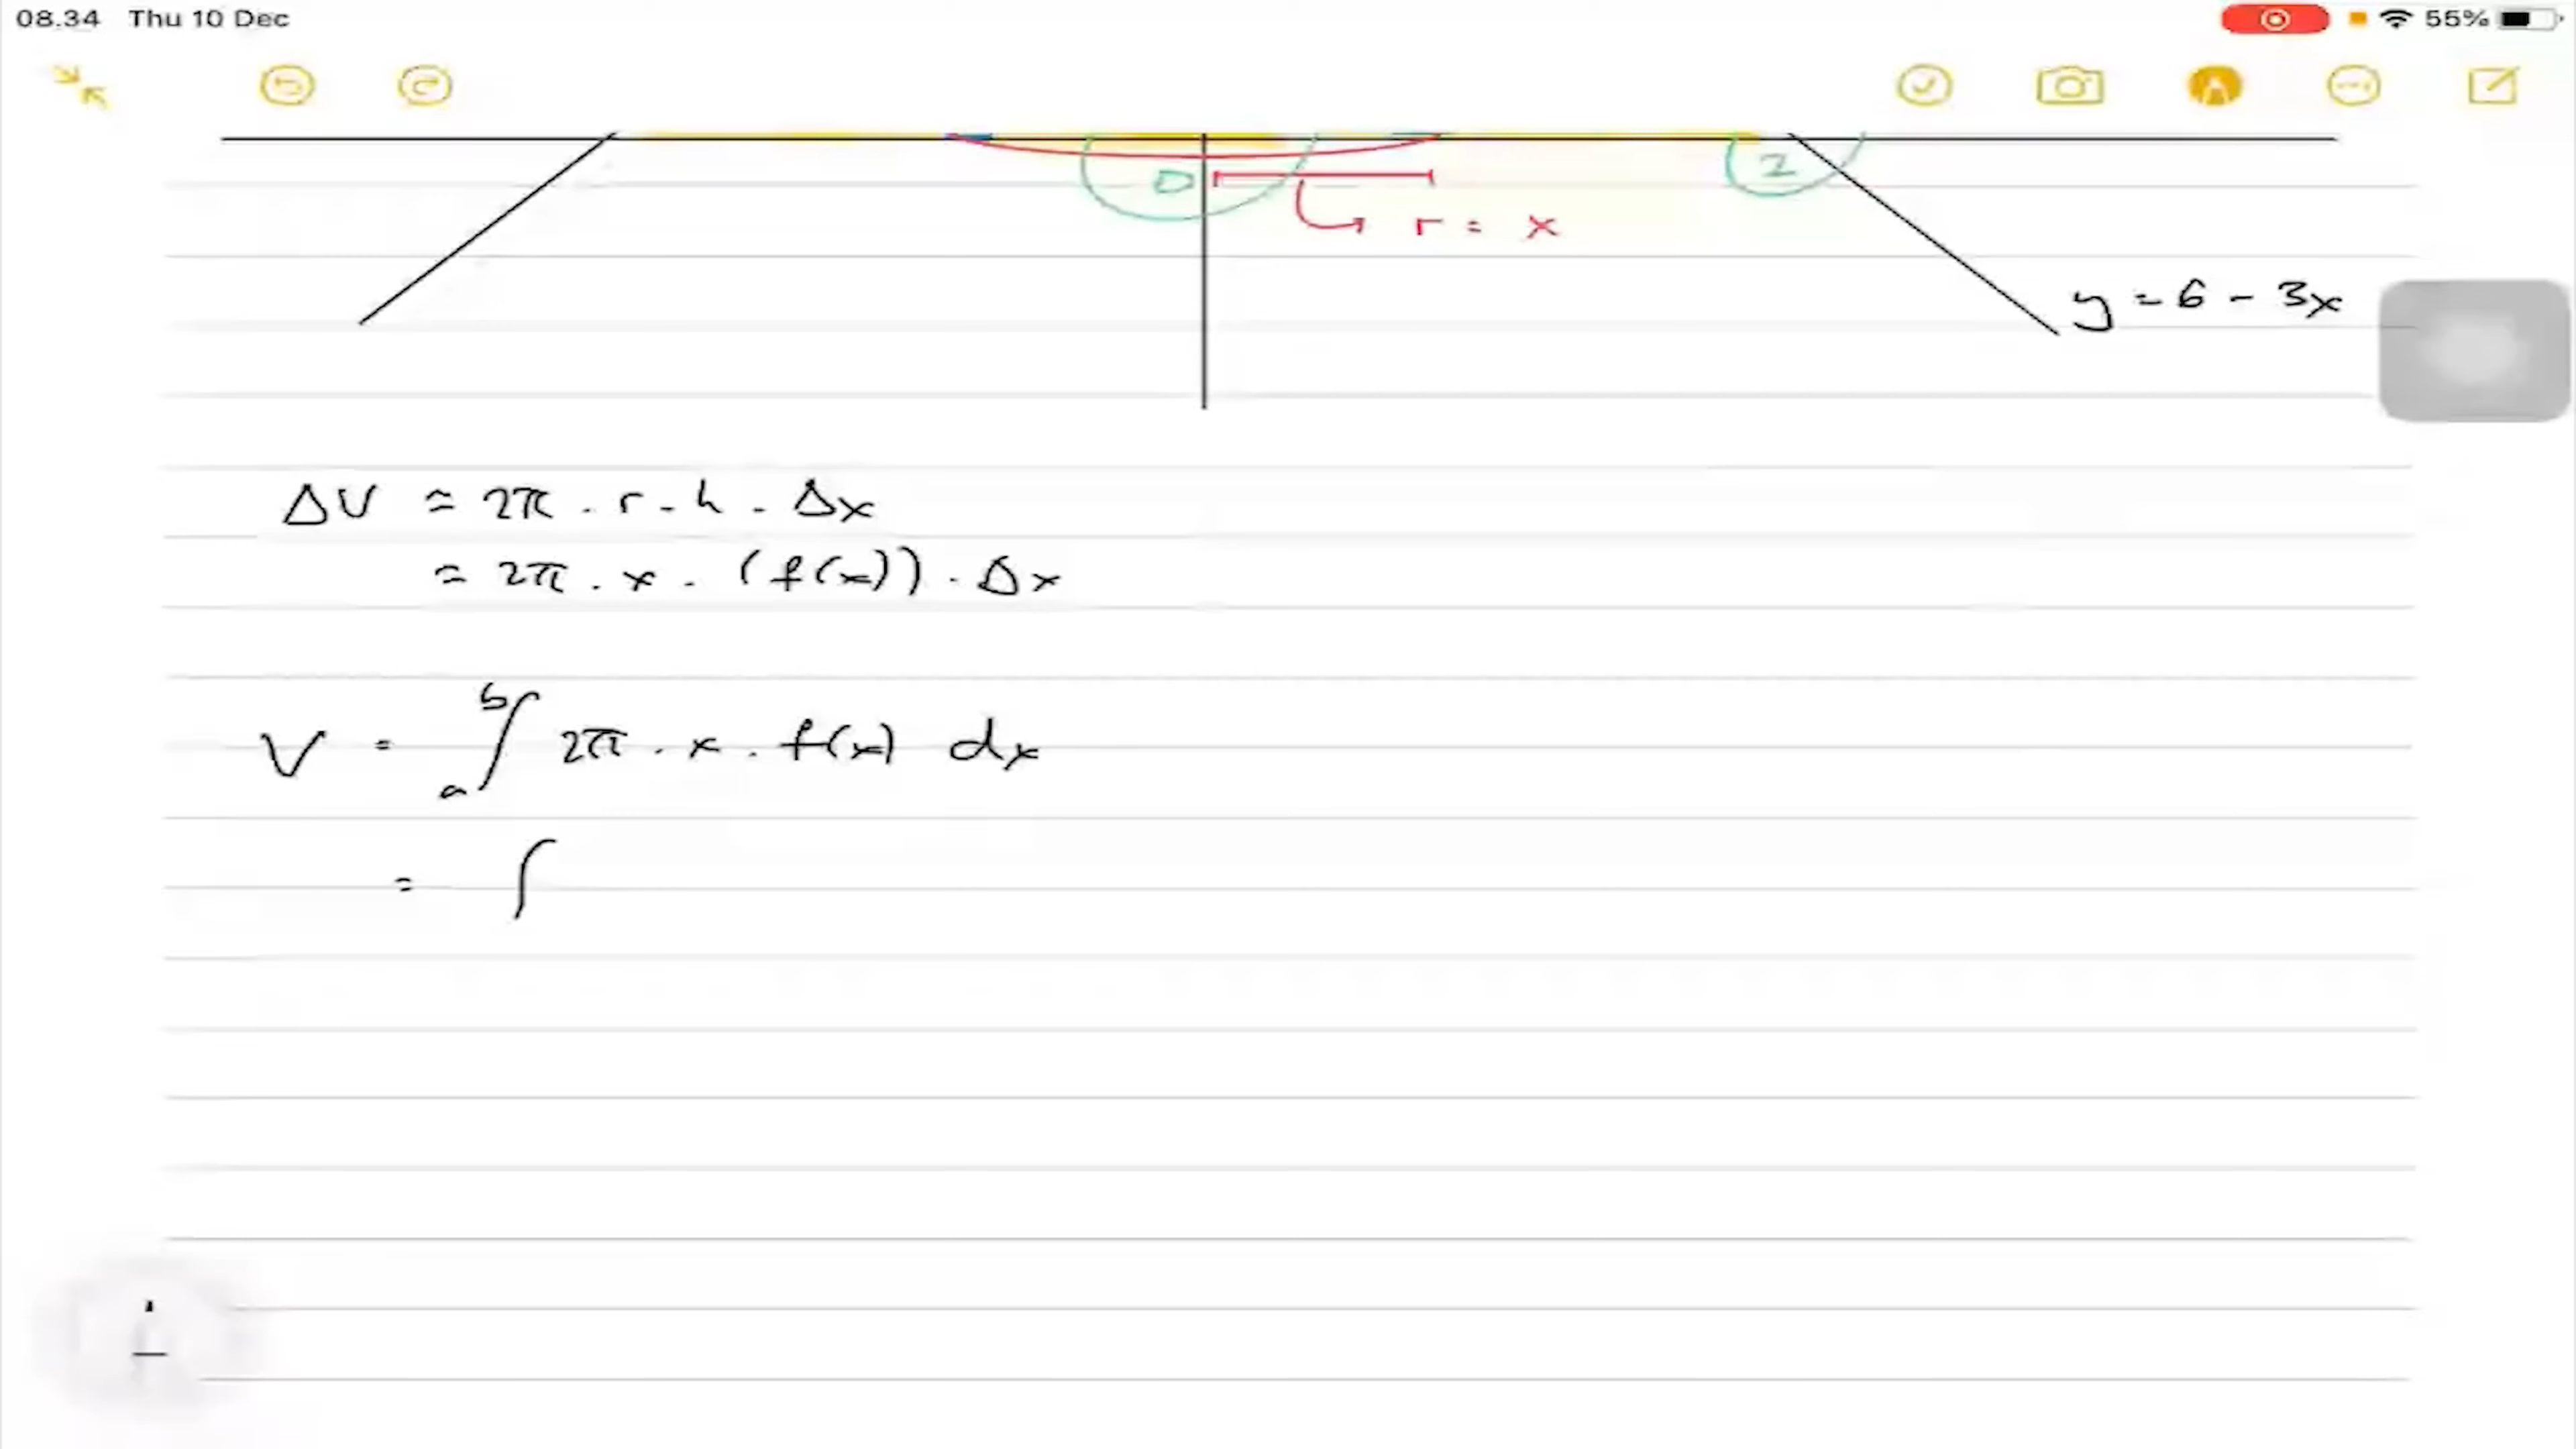 08.34 Thu 10 Dec 55%
0 2
r = x
y = 6 - 3x
ΔV ≈ 2π . r . h . Δx
= 2π . x . (f(x)) . Δx
V = ∫ₐᵇ 2π . x . f(x) dx
= ∫